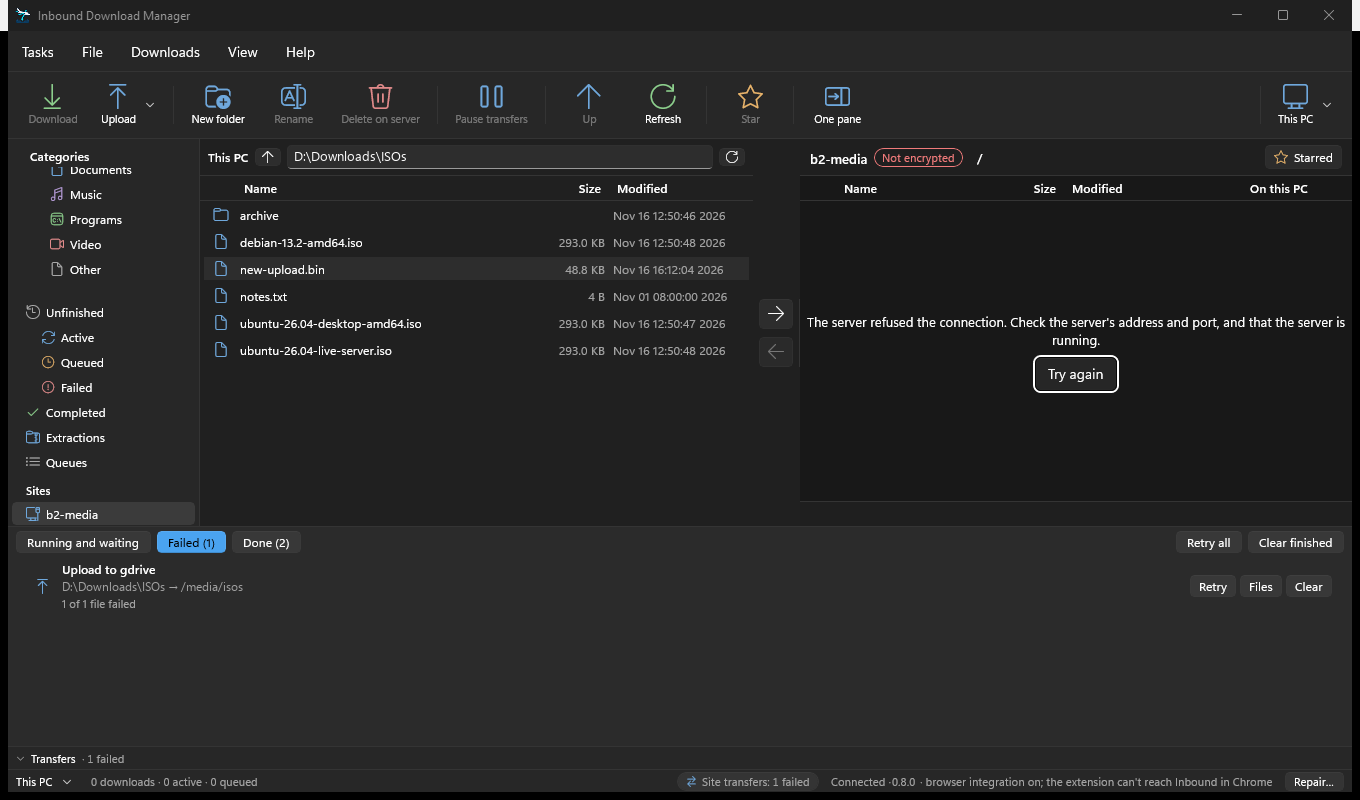 Inbound Download Manager
Tasks File Downloads View Help
Download Upload New folder Rename Delete on server Pause transfers Up Refresh Star One pane This PC
Categories
Documents
Music
Programs
Video
Other
Unfinished
Active
Queued
Failed
Completed
Extractions
Queues
Sites
b2-media
This PC D:\Downloads\ISOs
Name Size Modified
archive Nov 16 12:50:46 2026
debian-13.2-amd64.iso 293.0 KB Nov 16 12:50:48 2026
new-upload.bin 48.8 KB Nov 16 16:12:04 2026
notes.txt 4 B Nov 01 08:00:00 2026
ubuntu-26.04-desktop-amd64.iso 293.0 KB Nov 16 12:50:47 2026
ubuntu-26.04-live-server.iso 293.0 KB Nov 16 12:50:48 2026
b2-media Not encrypted / Starred
Name Size Modified On this PC
The server refused the connection. Check the server's address and port, and that the server is
running.
Try again
Running and waiting Failed (1) Done (2) Retry all Clear finished
Upload to gdrive
D:\Downloads\ISOs → /media/isos
1 of 1 file failed
Retry Files Clear
Transfers · 1 failed
This PC 0 downloads · 0 active · 0 queued Site transfers: 1 failed Connected ·0.8.0 · browser integration on; the extension can't reach Inbound in Chrome Repair...